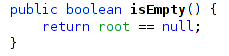 public boolean isEmpty() {
    return root == null;
}